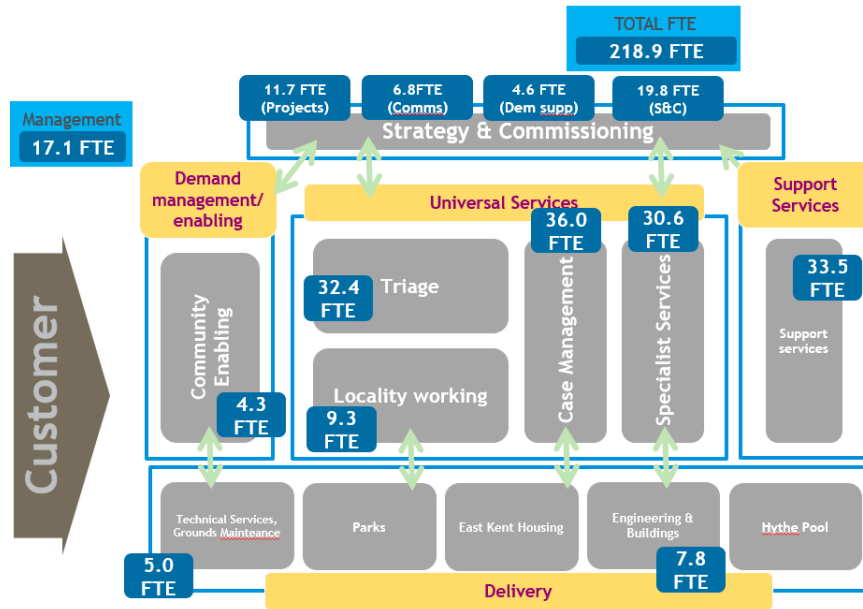 TOTAL FTE
218.9 FTE
11.7 FTE
(Projects)
6.8FTE
(Comms)
4.6 FTE
(Dem supp)
19.8 FTE
(S&C)
Management
17.1 FTE
Strategy & Commissioning
Demand
management/
enabling
Universal Services
Support
Services
36.0
FTE
30.6
FTE
33.5
FTE
Triage
32.4
FTE
Customer
Community
Enabling
Case Management
Specialist Services
Support
services
Locality working
4.3
FTE
9.3
FTE
Technical Services,
Grounds Mainteance
Parks
East Kent Housing
Engineering &
Buildings
Hythe Pool
5.0
FTE
7.8
FTE
Delivery